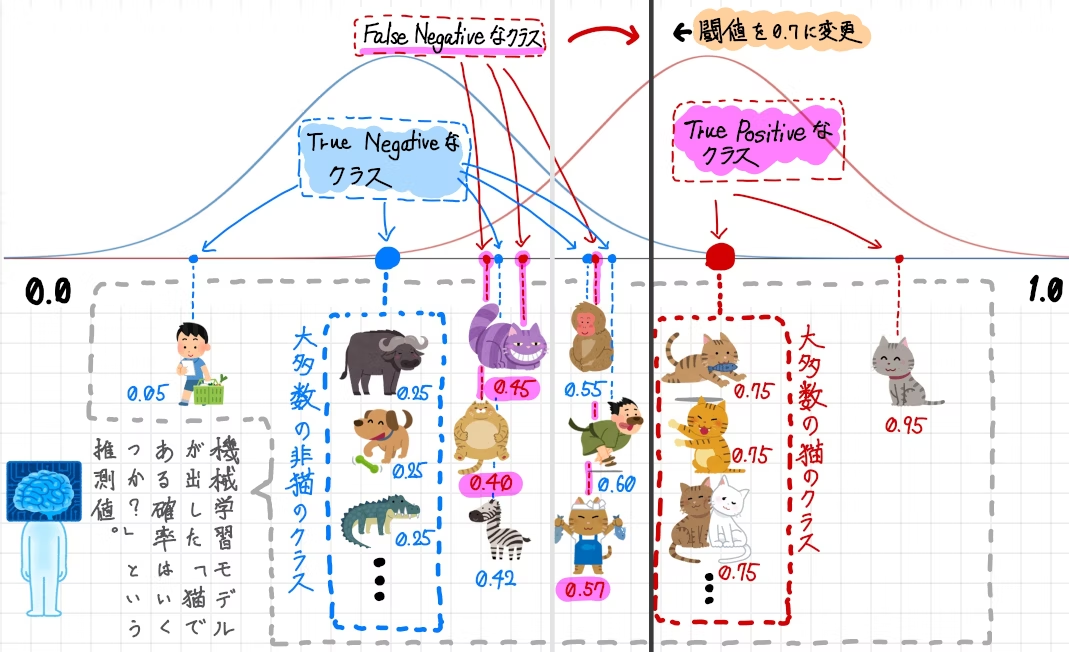 False Negativeなクラス
←閾値を0.7に変更
True Negativeな
クラス
True Positiveな
クラス
0.0
1.0
0.05
大多数の非猫のクラス
0.25
0.25
0.25
0.45
0.40
0.42
0.55
0.60
0.57
0.75
0.75
0.75
大多数の猫のクラス
0.95
機械学習モデル
が出した「猫で
ある確率はいく
つか?」という
推測値。